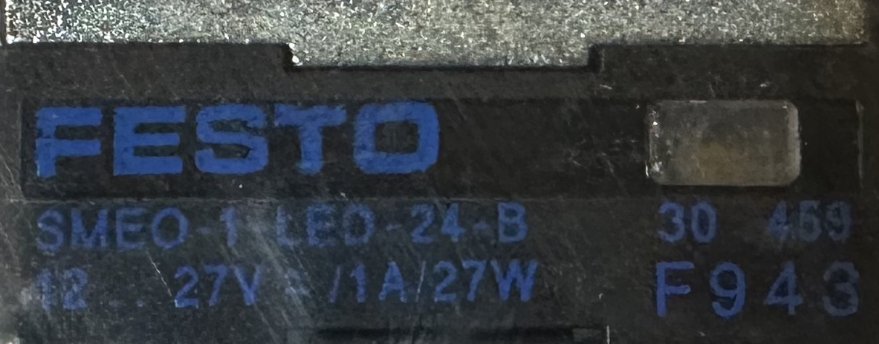 FESTO
SMEO-1 LED-24-B 30 459
12...27V = /1A/27W F943